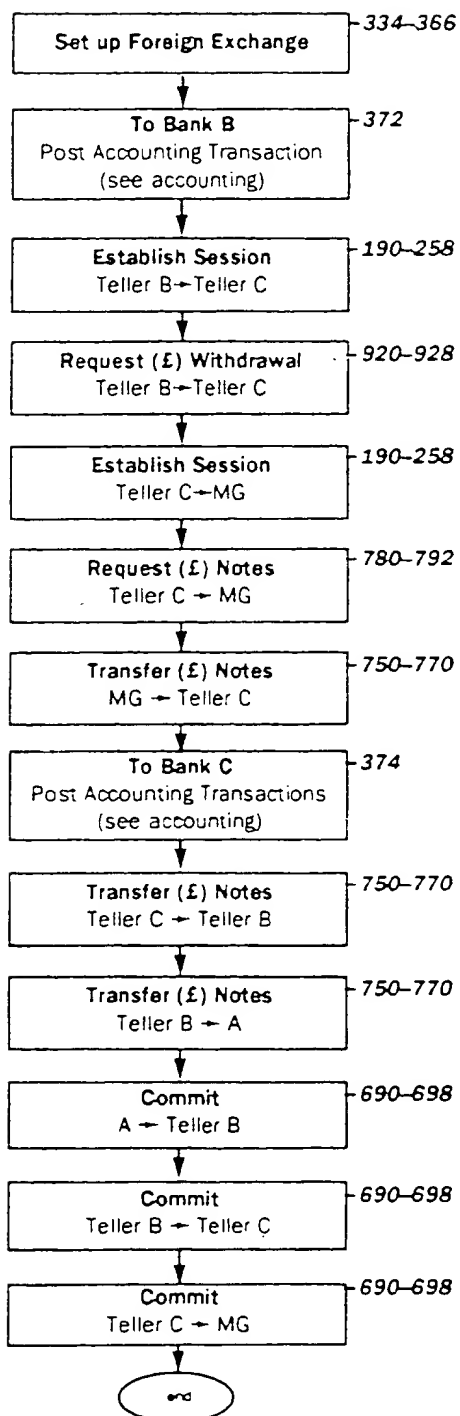 Set up Foreign Exchange
334–366
To Bank B
372
Post Accounting Transaction
(see accounting)
Establish Session
190–258
Teller B→Teller C
Request (£) Withdrawal
920–928
Teller B→Teller C
Establish Session
190–258
Teller C→MG
Request (£) Notes
780–792
Teller C → MG
Transfer (£) Notes
750–770
MG → Teller C
To Bank C
374
Post Accounting Transactions
(see accounting)
Transfer (£) Notes
750–770
Teller C → Teller B
Transfer (£) Notes
750–770
Teller B → A
Commit
690–698
A → Teller B
Commit
690–698
Teller B → Teller C
Commit
690–698
Teller C → MG
end